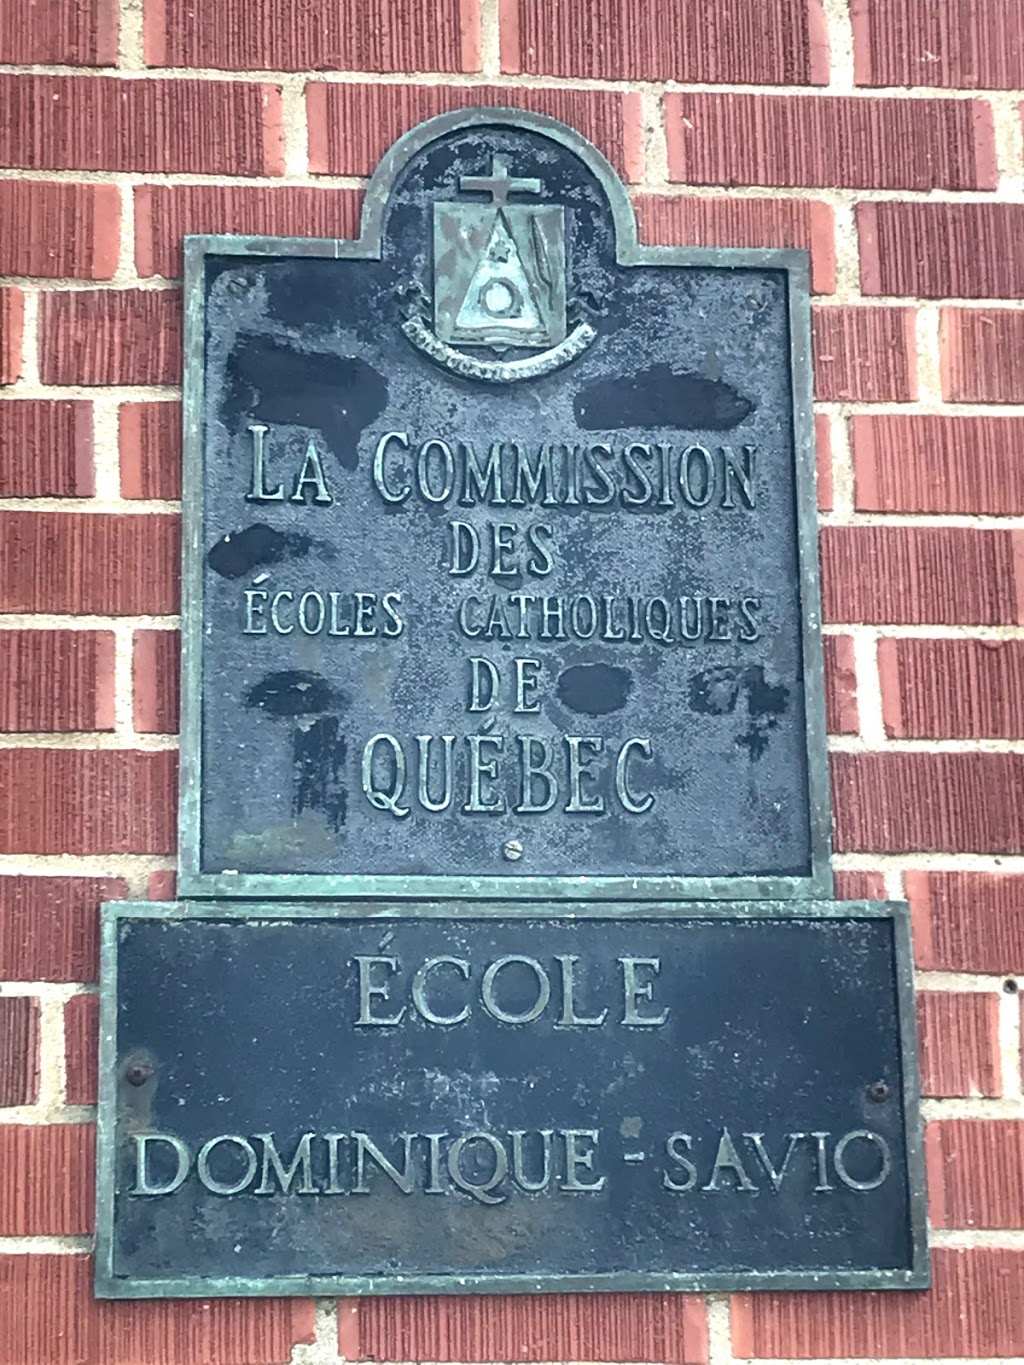 LA COMMISSION
DES
ÉCOLES CATHOLIQUES
DE
QUÉBEC
ÉCOLE
DOMINIQUE-SAVIO